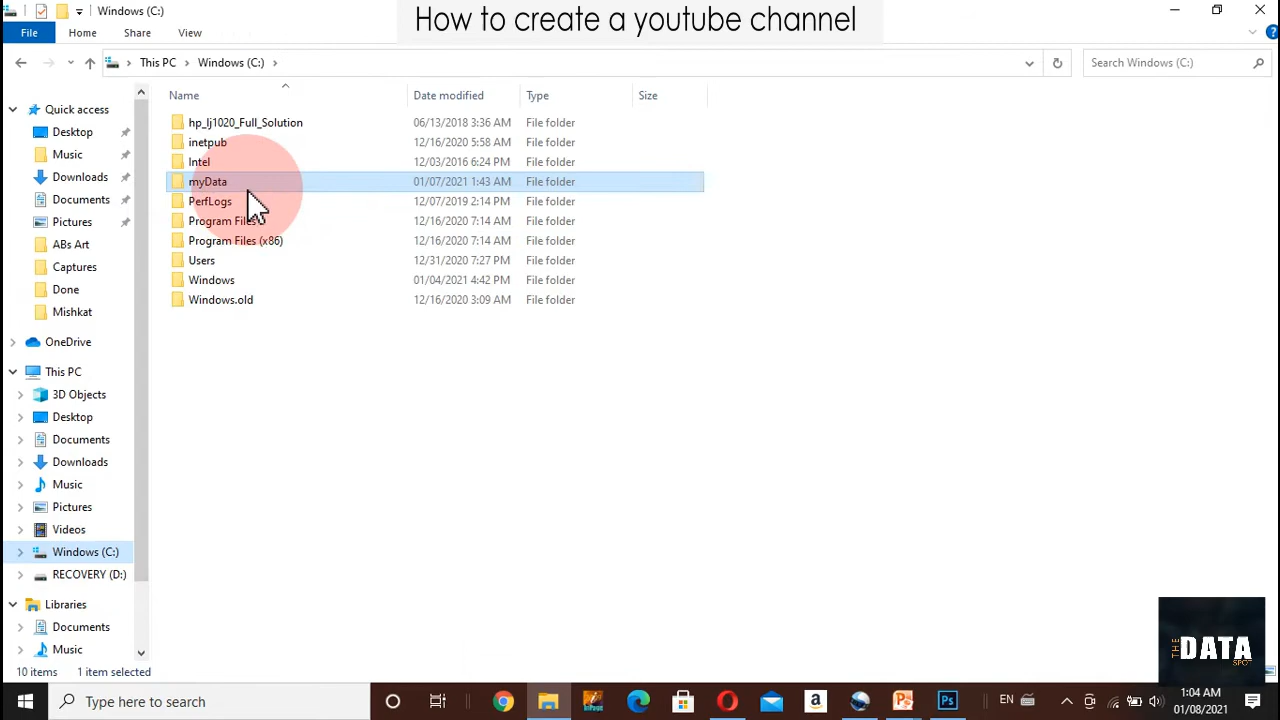 Windows (C:)
How to create a youtube channel
File Home Share View
This PC Windows (C:)
Search Windows (C:)
Name Date modified Type Size
hp_lj1020_Full_Solution 06/13/2018 3:36 AM File folder
inetpub 12/16/2020 5:58 AM File folder
Intel 12/03/2016 6:24 PM File folder
myData 01/07/2021 1:43 AM File folder
PerfLogs 12/07/2019 2:14 PM File folder
Program Files 12/16/2020 7:14 AM File folder
Program Files (x86) 12/16/2020 7:14 AM File folder
Users 12/31/2020 7:27 PM File folder
Windows 01/04/2021 4:42 PM File folder
Windows.old 12/16/2020 3:09 AM File folder
Quick access
Desktop
Music
Downloads
Documents
Pictures
ABs Art
Captures
Done
Mishkat
OneDrive
This PC
3D Objects
Desktop
Documents
Downloads
Music
Pictures
Videos
Windows (C:)
RECOVERY (D:)
Libraries
Documents
Music
10 items 1 item selected
THE DATA SPOT
Type here to search
a
Ps
EN
1:04 AM
01/08/2021